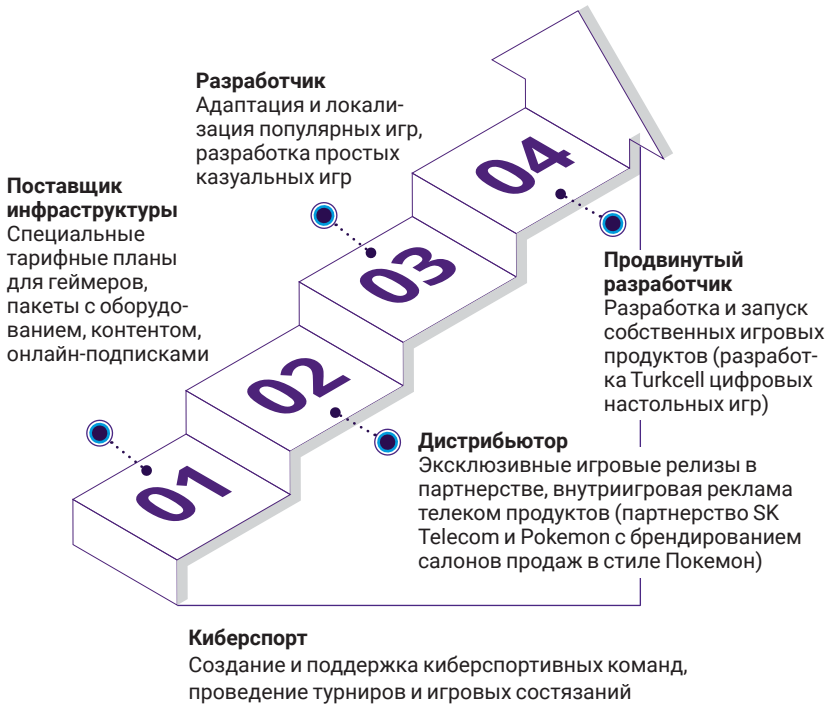 Поставщик
инфраструктуры
Специальные
тарифные планы
для геймеров,
пакеты с оборудо-
ванием, контентом,
онлайн-подписками
01
Дистрибьютор
Эксклюзивные игровые релизы в
партнерстве, внутриигровая реклама
телеком продуктов (партнерство SK
Telecom и Pokemon с брендированием
салонов продаж в стиле Покемон)
02
Разработчик
Адаптация и локали-
зация популярных игр,
разработка простых
казуальных игр
03
Продвинутый
разработчик
Разработка и запуск
собственных игровых
продуктов (разработ-
ка Turkcell цифровых
настольных игр)
04
Киберспорт
Создание и поддержка киберспортивных команд,
проведение турниров и игровых состязаний